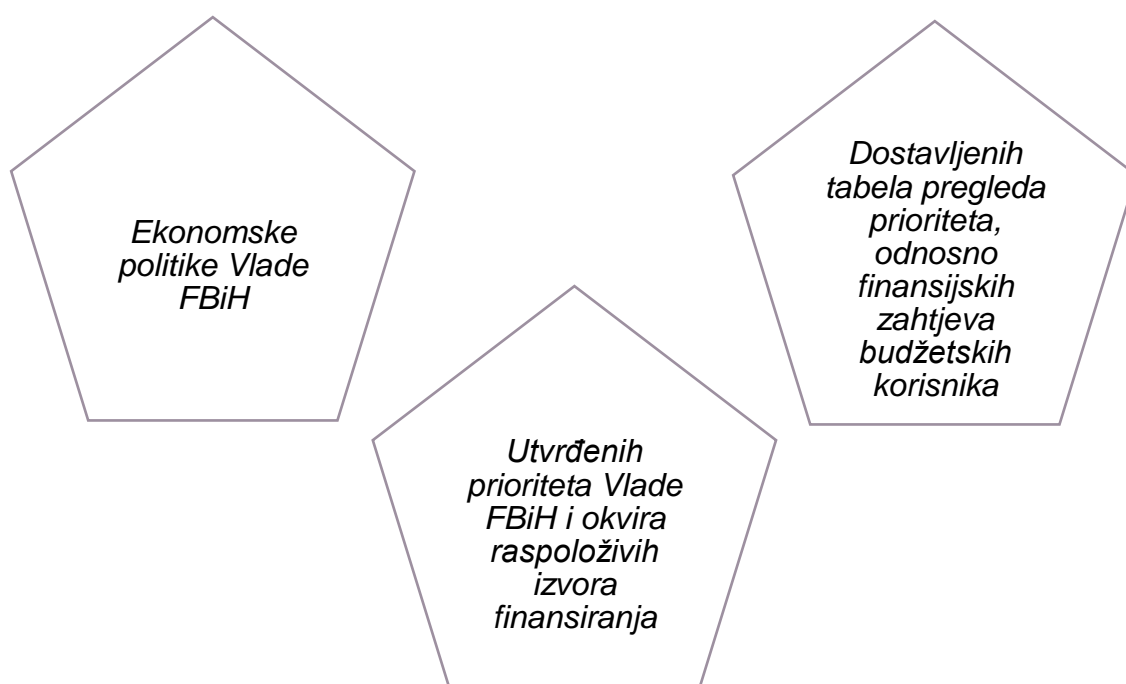 Ekonomske
politike Vlade
FBiH
Utvrđenih
prioriteta Vlade
FBiH i okvira
raspoloživih
izvora
finansiranja
Dostavljenih
tabela pregleda
prioriteta,
odnosno
finansijskih
zahtjeva
budžetskih
korisnika